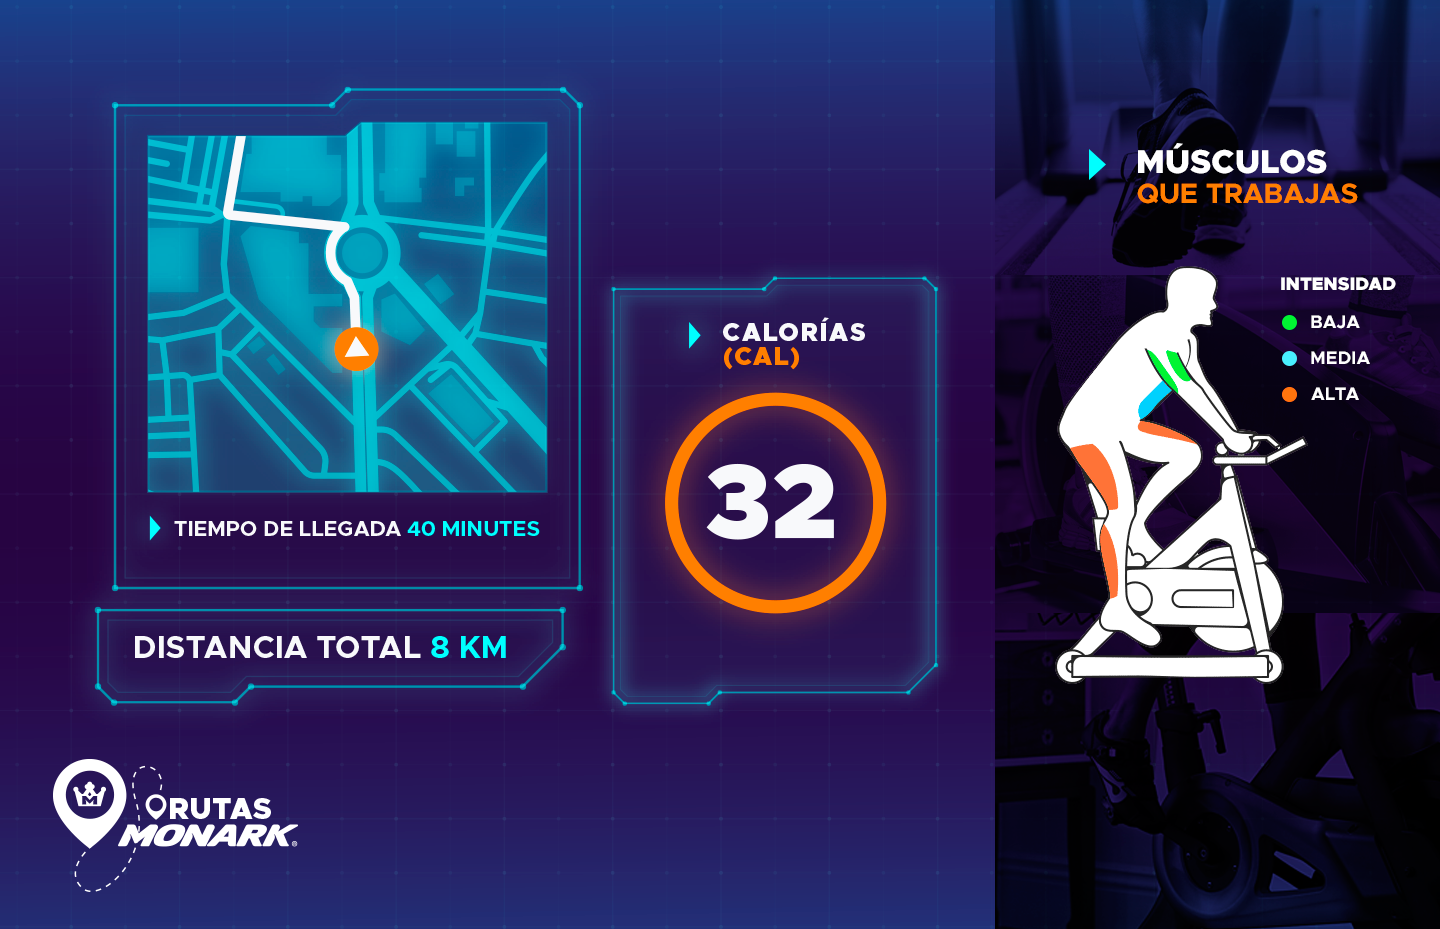 TIEMPO DE LLEGADA 40 MINUTES
DISTANCIA TOTAL 8 KM
CALORÍAS
(CAL)
32
MÚSCULOS
QUE TRABAJAS
INTENSIDAD
BAJA
MEDIA
ALTA
M
RUTAS
MONARK®